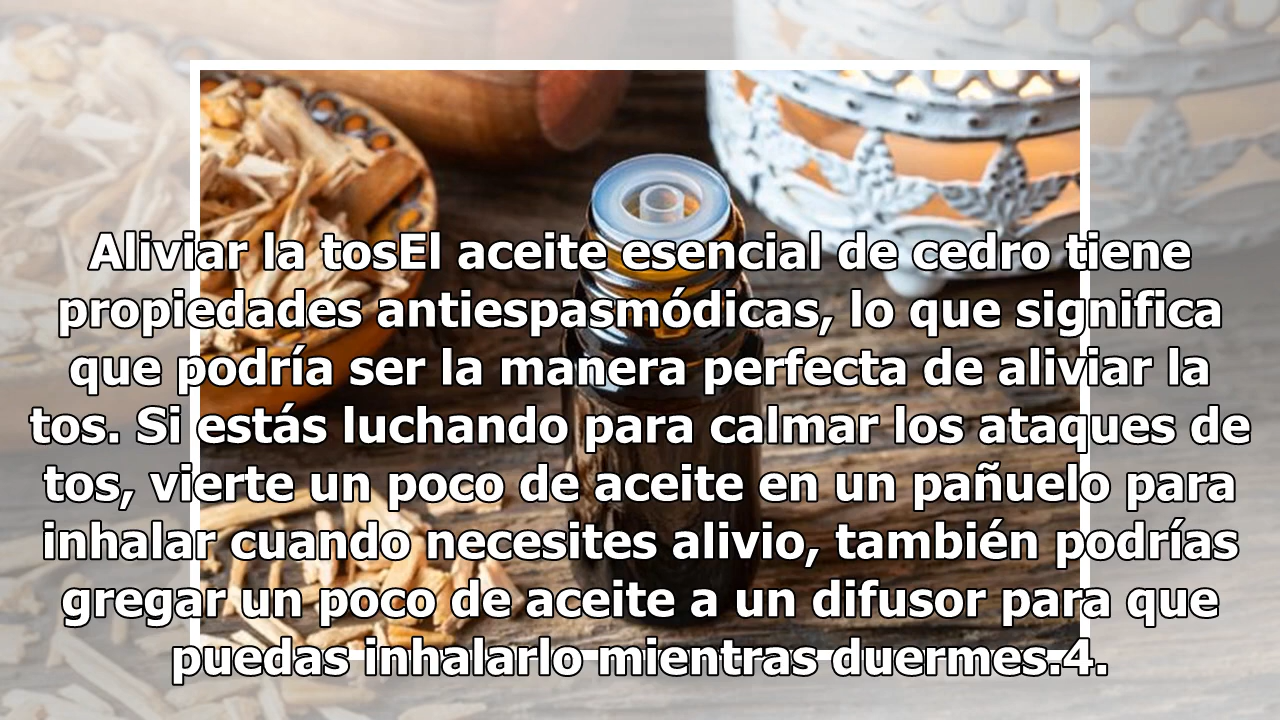 Aliviar la tosEl aceite esencial de cedro tiene
propiedades antiespasmódicas, lo que significa
que podría ser la manera perfecta de aliviar la
tos. Si estás luchando para calmar los ataques de
tos, vierte un poco de aceite en un pañuelo para
inhalar cuando necesites alivio, también podrías
gregar un poco de aceite a un difusor para que
puedas inhalarlo mientras duermes.4.